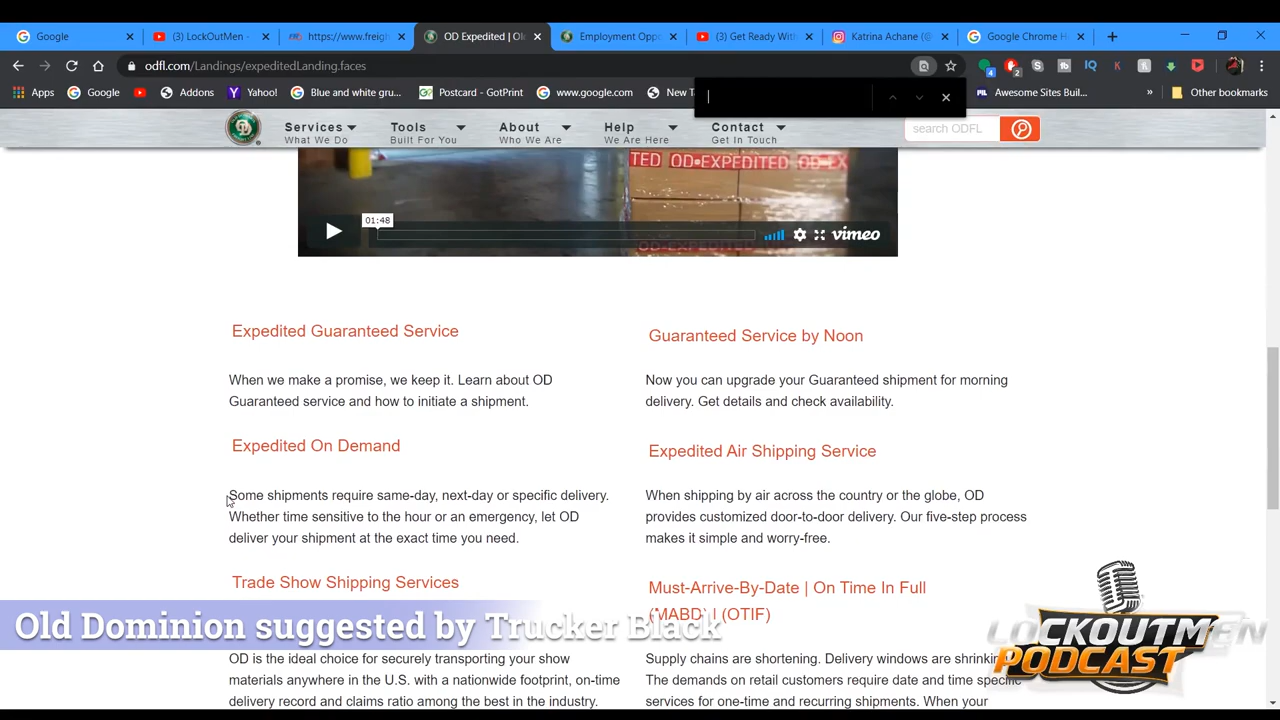 Google
(3) LockOutMen -
https://www.freigh
OD Expedited | Ol
Employment Oppo
(3) Get Ready With
Katrina Achane (@
Google Chrome H
odfl.com/Landings/expeditedLanding.faces
Apps
Google
Addons
Yahoo!
Blue and white gru...
Postcard - GotPrint
www.google.com
New T
Awesome Sites Buil...
Other bookmarks
Services
What We Do
Tools
Built For You
About
Who We Are
Help
We Are Here
Contact
Get In Touch
search ODFL
TED OD•EXPEDITED OD•EX
01:48
vimeo
OD-EXPEDITED
Expedited Guaranteed Service
When we make a promise, we keep it. Learn about OD
Guaranteed service and how to initiate a shipment.
Guaranteed Service by Noon
Now you can upgrade your Guaranteed shipment for morning
delivery. Get details and check availability.
Expedited On Demand
Some shipments require same-day, next-day or specific delivery.
Whether time sensitive to the hour or an emergency, let OD
deliver your shipment at the exact time you need.
Expedited Air Shipping Service
When shipping by air across the country or the globe, OD
provides customized door-to-door delivery. Our five-step process
makes it simple and worry-free.
Trade Show Shipping Services
Must-Arrive-By-Date | On Time In Full
(MABD) | (OTIF)
Old Dominion suggested by Trucker Black
LOCKOUTMEN
PODCAST
OD is the ideal choice for securely transporting your show
materials anywhere in the U.S. with a nationwide footprint, on-time
delivery record and claims ratio among the best in the industry.
Supply chains are shortening. Delivery windows are shrinking.
The demands on retail customers require date and time specific
services for one-time and recurring shipments. When your